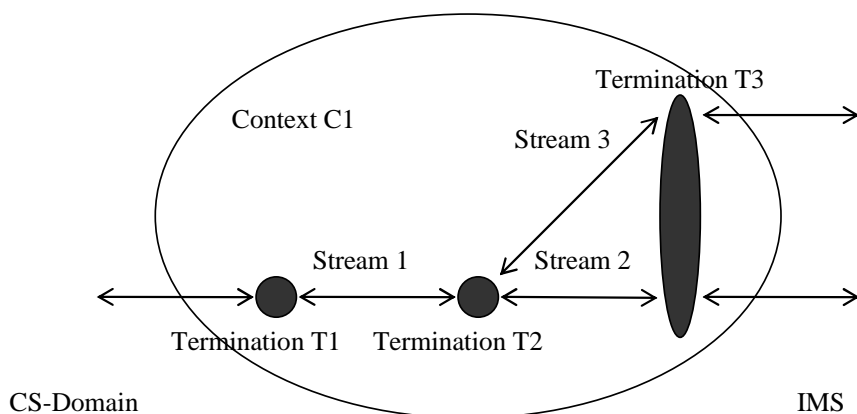 Termination T3
Context C1
Stream 3
Stream 1
Stream 2
Termination T1
Termination T2
CS-Domain
IMS